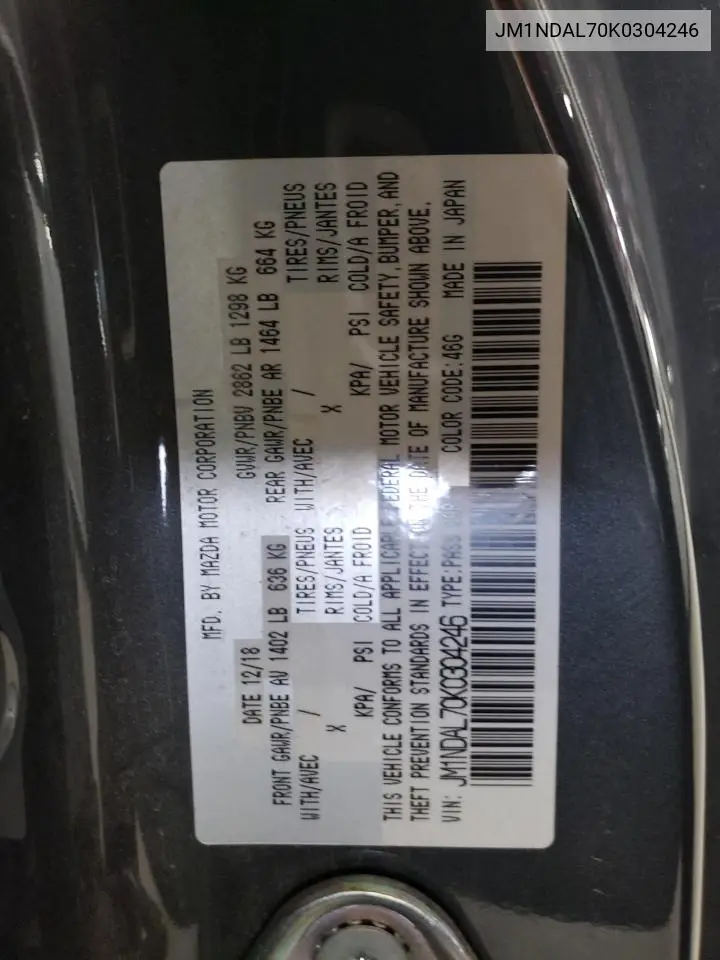 JM1NDAL70K0304246
MFD. BY MAZDA MOTOR CORPORATION
DATE 12/18 GVWR/PNBV 2862 LB 1298 KG
FRONT GAWR/PNBE AV 1402 LB 636 KG REAR GAWR/PNBE AR 1464 LB 664 KG
WITH/AVEC / TIRES/PNEUS WITH/AVEC / TIRES/PNEUS
X RIMS/JANTES X RIMS/JANTES
KPA/ PSI COLD/A FROID KPA/ PSI COLD/A FROID
THIS VEHICLE CONFORMS TO ALL APPLICABLE FEDERAL MOTOR VEHICLE SAFETY, BUMPER, AND
THEFT PREVENTION STANDARDS IN EFFECT ON THE DATE OF MANUFACTURE SHOWN ABOVE.
VIN: JM1NDAL70K0304246 TYPE: PASS COLOR CODE: 46G MADE IN JAPAN